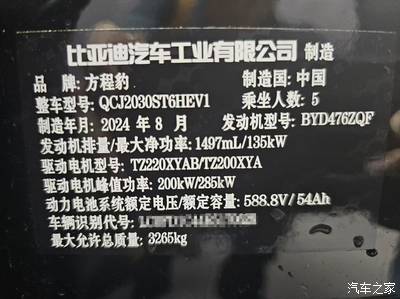 比亚迪汽车工业有限公司 制造
品 牌: 方程豹 制造国: 中国
整车型号: QCJ2030ST6HEV1 乘坐人数: 5
制造年月: 2024 年 8 月 发动机型号: BYD476ZQF
发动机排量/最大净功率: 1497mL/135kW
驱动电机型号: TZ220XYAB/TZ200XYA
驱动电机峰值功率: 200kW/285kW
动力电池系统额定电压/额定容量: 588.8V/54Ah
车辆识别代号:
最大允许总质量: 3265kg
汽车之家